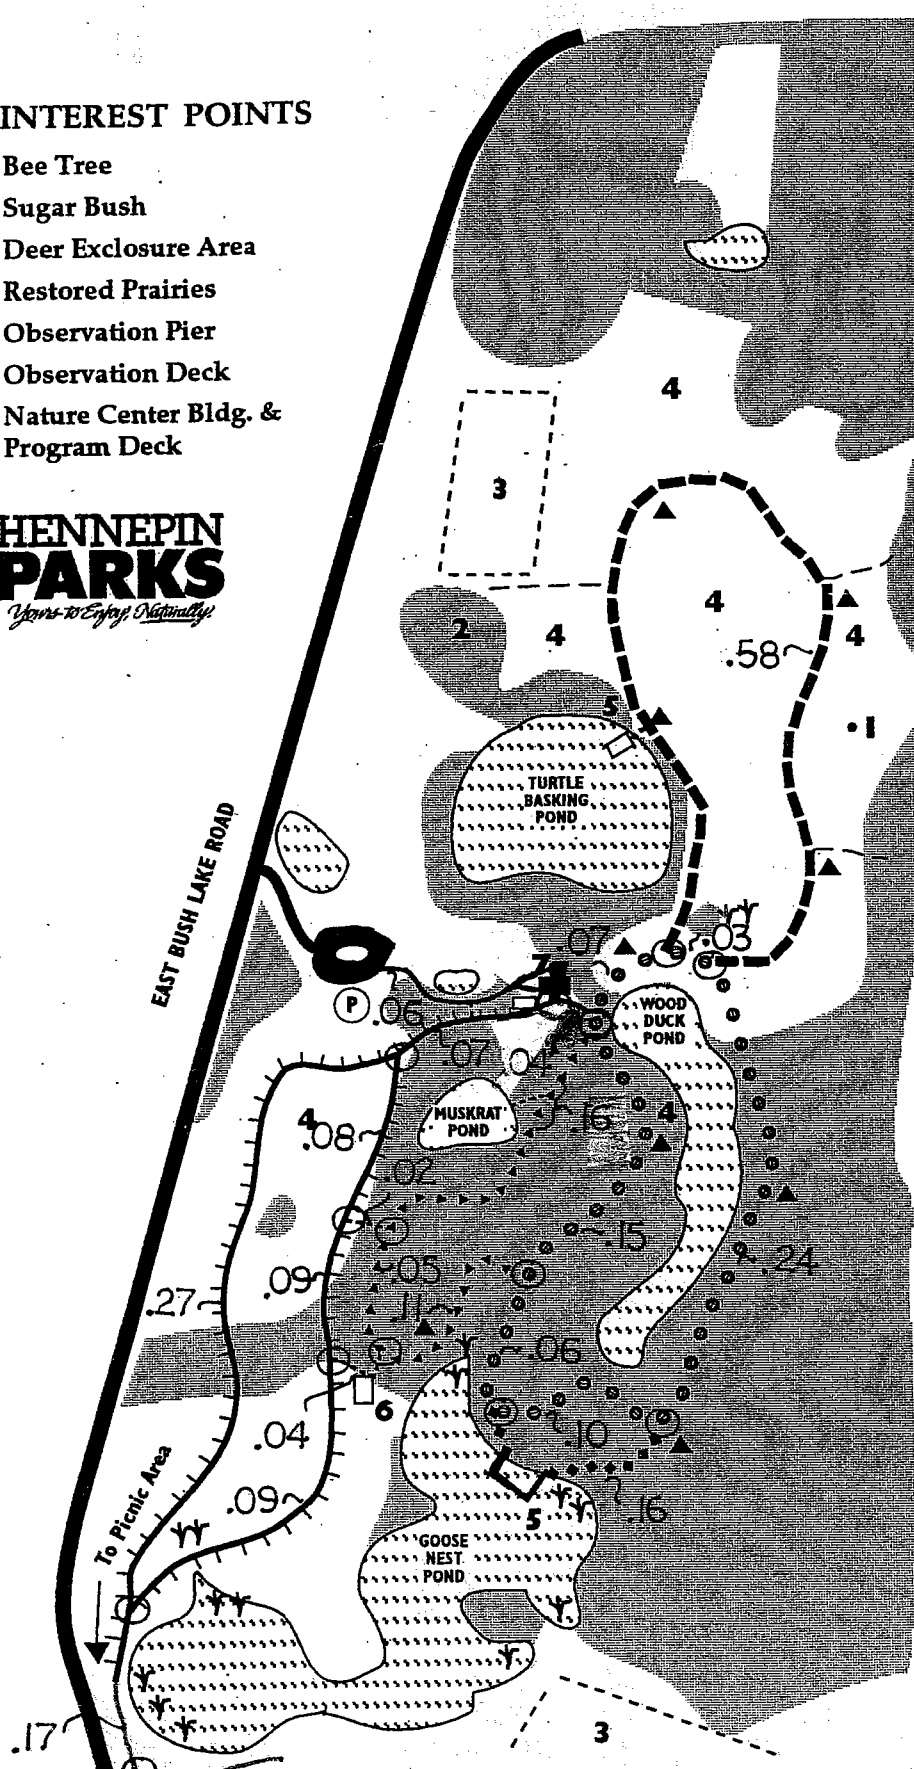 INTEREST POINTS
Bee Tree
Sugar Bush
Deer Exclosure Area
Restored Prairies
Observation Pier
Observation Deck
Nature Center Bldg. &
Program Deck
HENNEPIN
PARKS
Yours to Enjoy, Naturally!
4
3
4
2
4
.58
4
5
1
TURTLE
BASKING
POND
EAST BUSH LAKE ROAD
.07
.03
7
P
.06
WOOD
DUCK
POND
.07
04
MUSKRAT
POND
.16
4
4
.08
.02
.15
.05
.24
.09
.27
.11
.06
6
.04
.10
To Picnic Area
.09
5
.16
GOOSE
NEST
POND
3
.17